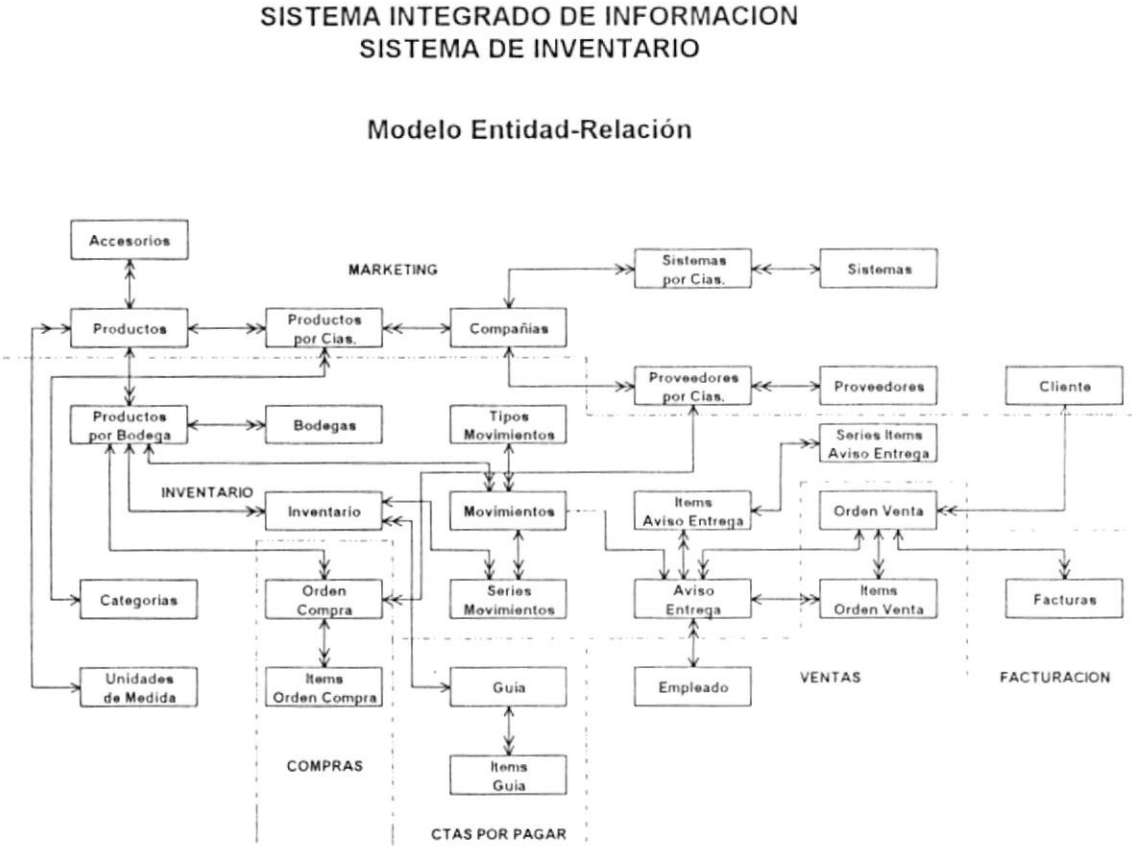 SISTEMA INTEGRADO DE INFORMACION
SISTEMA DE INVENTARIO
Modelo Entidad-Relación
Accesorios
MARKETING
Sistemas
por Cias.
Sistemas
Productos
Productos
por Cias.
Compañias
Proveedores
por Cias.
Proveedores
Cliente
Productos
por Bodega
Bodegas
Tipos
Movimientos
Series Items
Aviso Entrega
INVENTARIO
Inventario
Movimientos
Items
Aviso Entrega
Orden Venta
Categorias
Orden
Compra
Series
Movimientos
Aviso
Entrega
Items
Orden Venta
Facturas
Unidades
de Medida
Items
Orden Compra
Guia
Empleado
VENTAS
FACTURACION
COMPRAS
Items
Guia
CTAS POR PAGAR